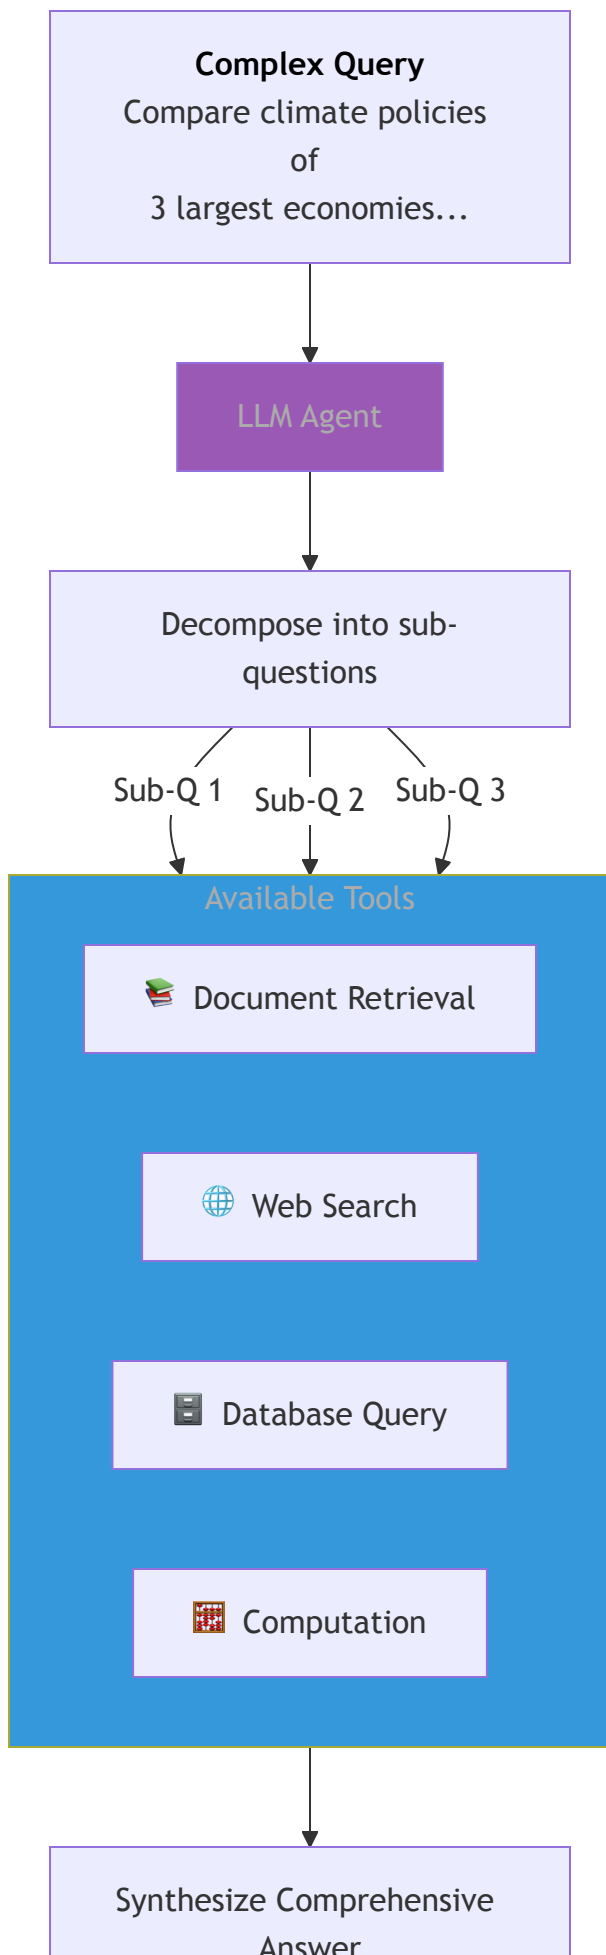 Complex Query
Compare climate policies
of
3 largest economies...
LLM Agent
Decompose into sub-
questions
Sub-Q 1
Sub-Q 2
Sub-Q 3
Available Tools
Document Retrieval
Web Search
Database Query
Computation
Synthesize Comprehensive
Answer